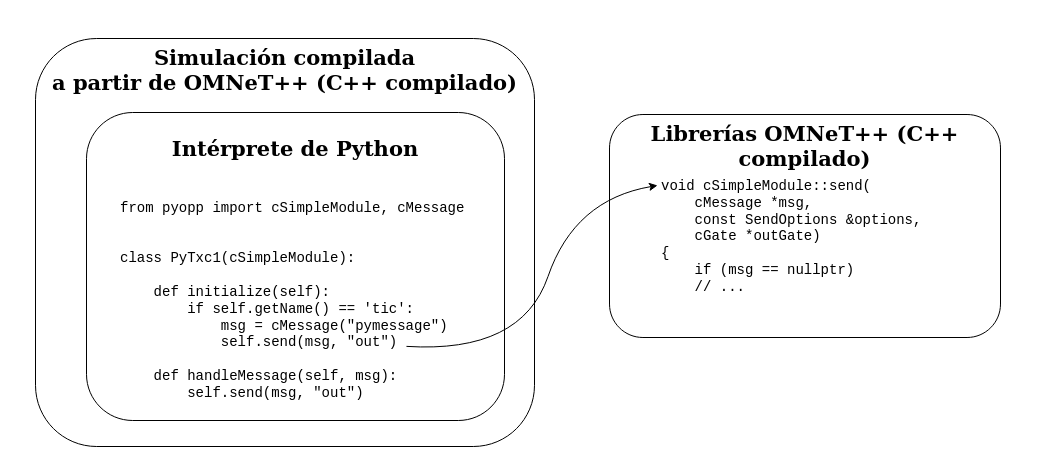 Simulación compilada
a partir de OMNeT++ (C++ compilado)
Intérprete de Python
from pyopp import cSimpleModule, cMessage
class PyTxc1(cSimpleModule):
    def initialize(self):
        if self.getName() == 'tic':
            msg = cMessage("pymessage")
            self.send(msg, "out")
    def handleMessage(self, msg):
        self.send(msg, "out")
Librerías OMNeT++ (C++
compilado)
void cSimpleModule::send(
    cMessage *msg,
    const SendOptions &options,
    cGate *outGate)
{
    if (msg == nullptr)
    // ...